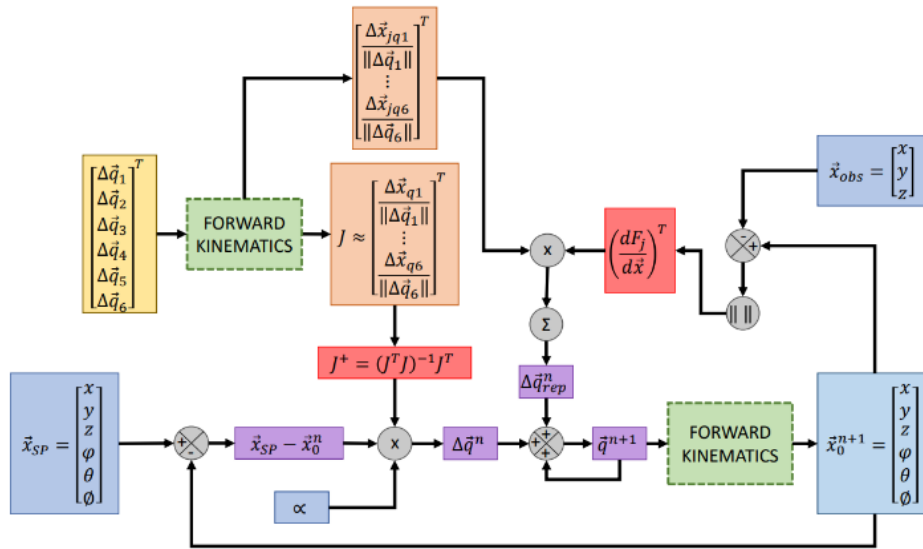 [Δx⃗_jq1 / ‖Δq⃗_1‖ ⋮ Δx⃗_jq6 / ‖Δq⃗_6‖]^T
x⃗_obs = [x y z]
[Δq⃗_1 Δq⃗_2 Δq⃗_3 Δq⃗_4 Δq⃗_5 Δq⃗_6]^T
FORWARD
KINEMATICS
J ≈ [Δx⃗_q1 / ‖Δq⃗_1‖ ⋮ Δx⃗_q6 / ‖Δq⃗_6‖]^T
x
(dF_j / dx⃗)^T
- +
‖ ‖
Σ
J^+ = (J^T J)^−1 J^T
Δq⃗_rep^n
x⃗_SP = [x y z φ θ ∅]
+ -
x⃗_SP − x⃗_0^n
x
Δq⃗^n
+ + +
q⃗^n+1
FORWARD
KINEMATICS
x⃗_0^n+1 = [x y z φ θ ∅]
∝